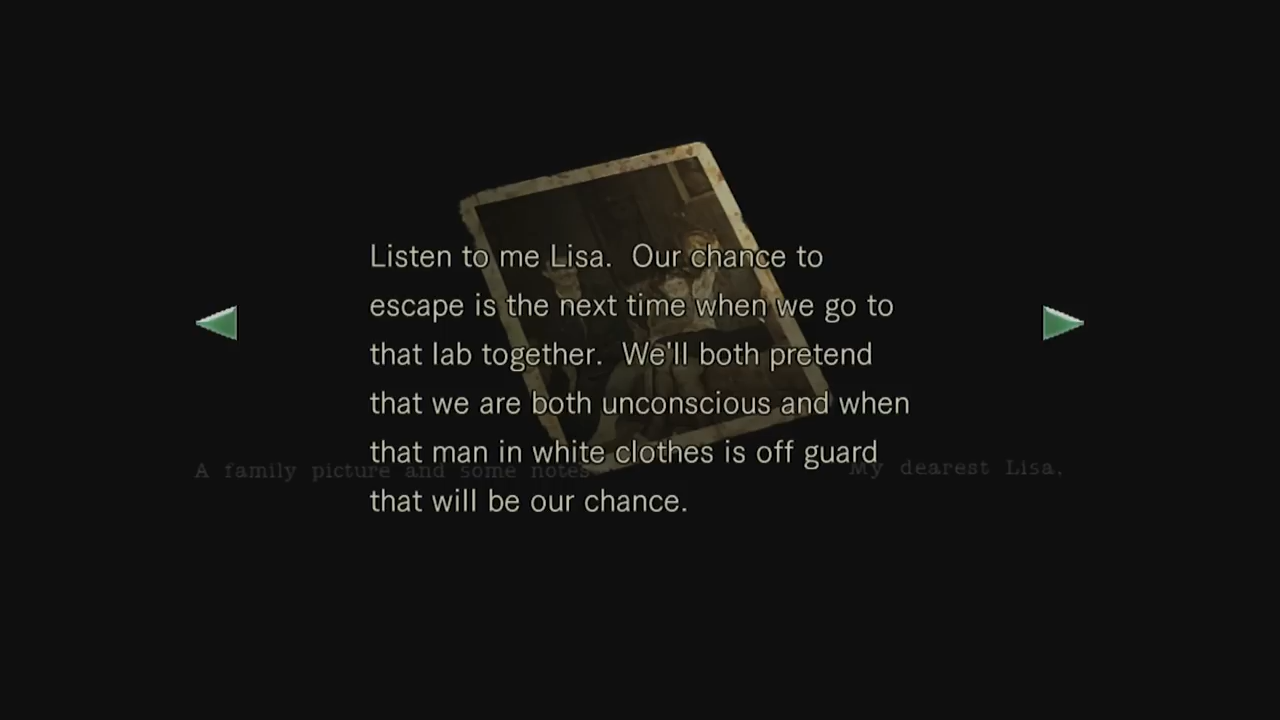 Listen to me Lisa.  Our chance to
escape is the next time when we go to
that lab together.  We'll both pretend
that we are both unconscious and when
that man in white clothes is off guard
that will be our chance.
A family picture and some notes
My dearest Lisa,